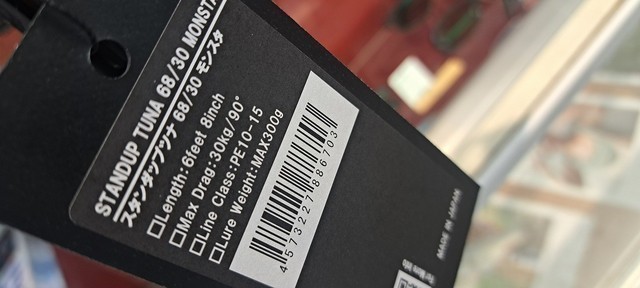 STANDUP TUNA 68/30 MONST
スタンダップツナ 68/30 モンスタ
□Length:6feet 8inch
□Max Drag:30kg/90°
□Line Class:PE10-15
□Lure Weight:MAX300g
4573227886703
MADE IN JAPAN